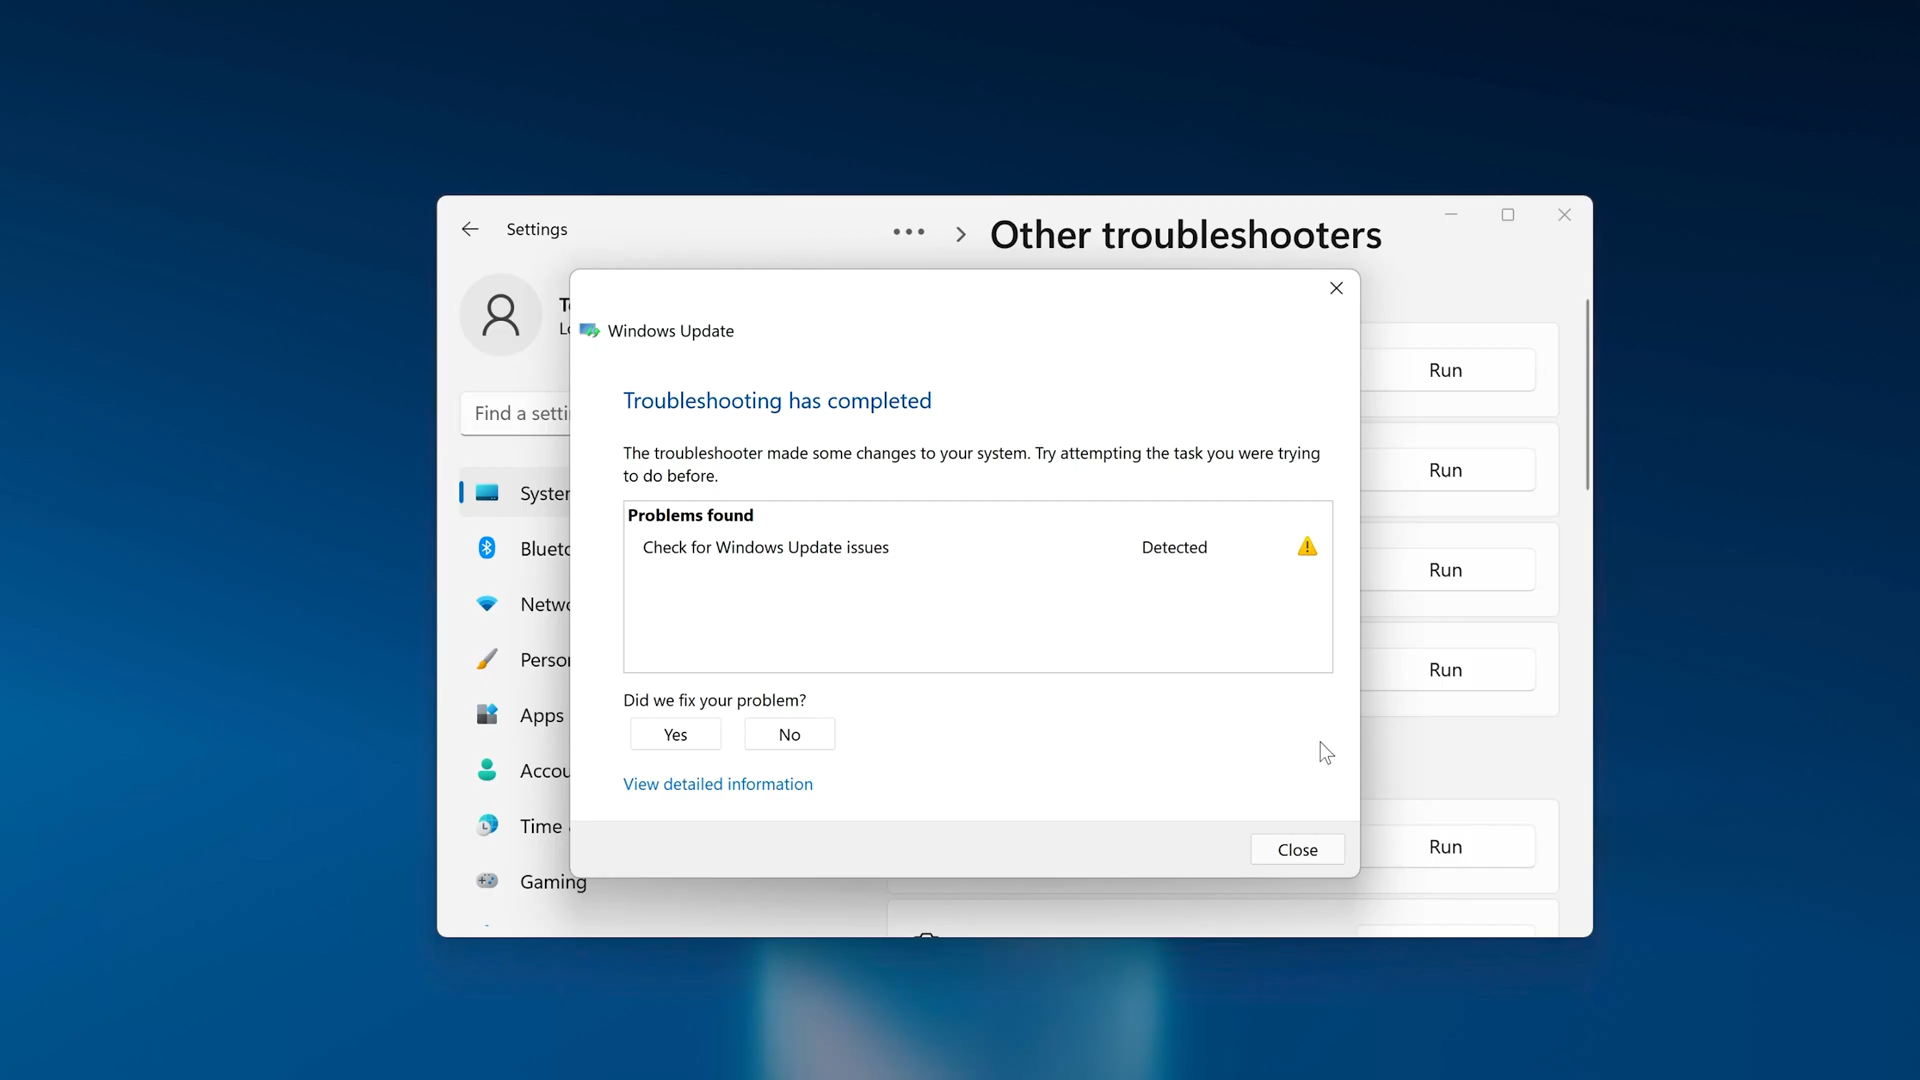 Settings
Other troubleshooters
Windows Update
Find a setti
Troubleshooting has completed
The troubleshooter made some changes to your system. Try attempting the task you were trying
to do before.
Problems found
Check for Windows Update issues Detected
Did we fix your problem?
Yes No
View detailed information
Close
System
Blueto
Netwo
Person
Apps
Accou
Time
Gaming
Run
Run
Run
Run
Run